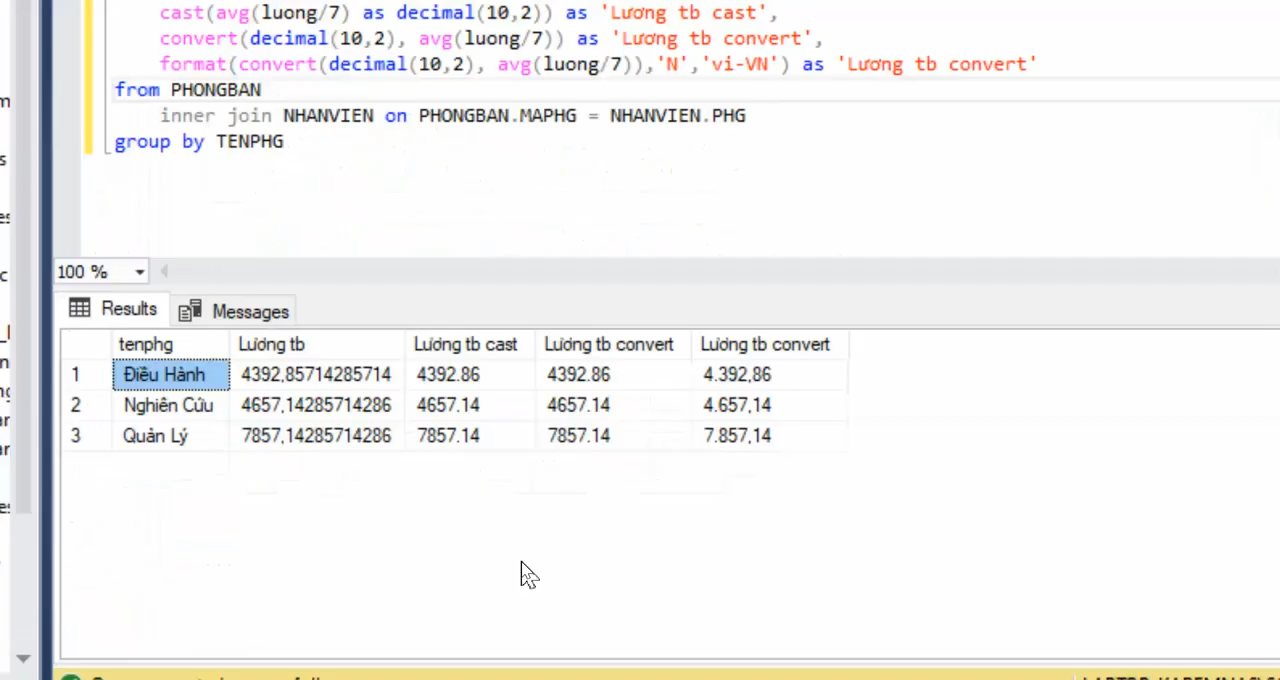 cast(avg(luong/7) as decimal(10,2)) as 'Lương tb cast',
convert(decimal(10,2), avg(luong/7)) as 'Lương tb convert',
format(convert(decimal(10,2), avg(luong/7)),'N','vi-VN') as 'Lương tb convert'
from PHONGBAN
inner join NHANVIEN on PHONGBAN.MAPHG = NHANVIEN.PHG
group by TENPHG
100 %
Results Messages
tenphg Lương tb Lương tb cast Lương tb convert Lương tb convert
1 Điều Hành 4392,85714285714 4392.86 4392.86 4.392,86
2 Nghiên Cứu 4657,14285714286 4657.14 4657.14 4.657,14
3 Quản Lý 7857,14285714286 7857.14 7857.14 7.857,14